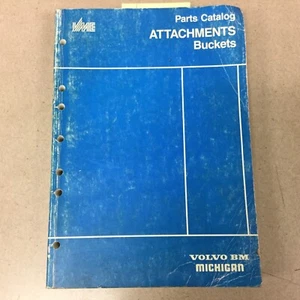 VME
Parts Catalog
ATTACHMENTS
Buckets
VOLVO BM
MICHIGAN